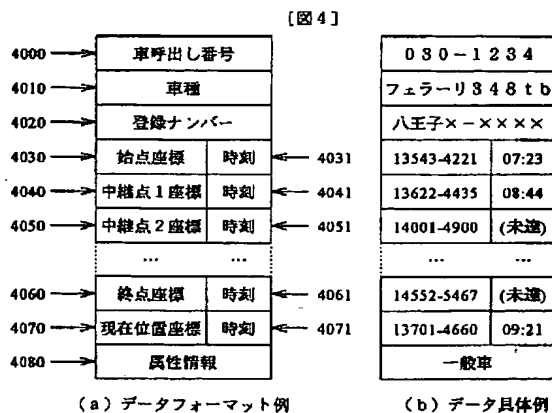 [図4]
4000 車呼出し番号 030-1234
4010 車種 フェラーリ348tb
4020 登録ナンバー 八王子×-××××
4030 始点座標 時刻 4031 13543-4221 07:23
4040 中継点1座標 時刻 4041 13622-4435 08:44
4050 中継点2座標 時刻 4051 14001-4900 (未達)
… … … …
4060 終点座標 時刻 4061 14552-5467 (未達)
4070 現在位置座標 時刻 4071 13701-4660 09:21
4080 属性情報 一般車
(a) データフォーマット例 (b) データ具体例